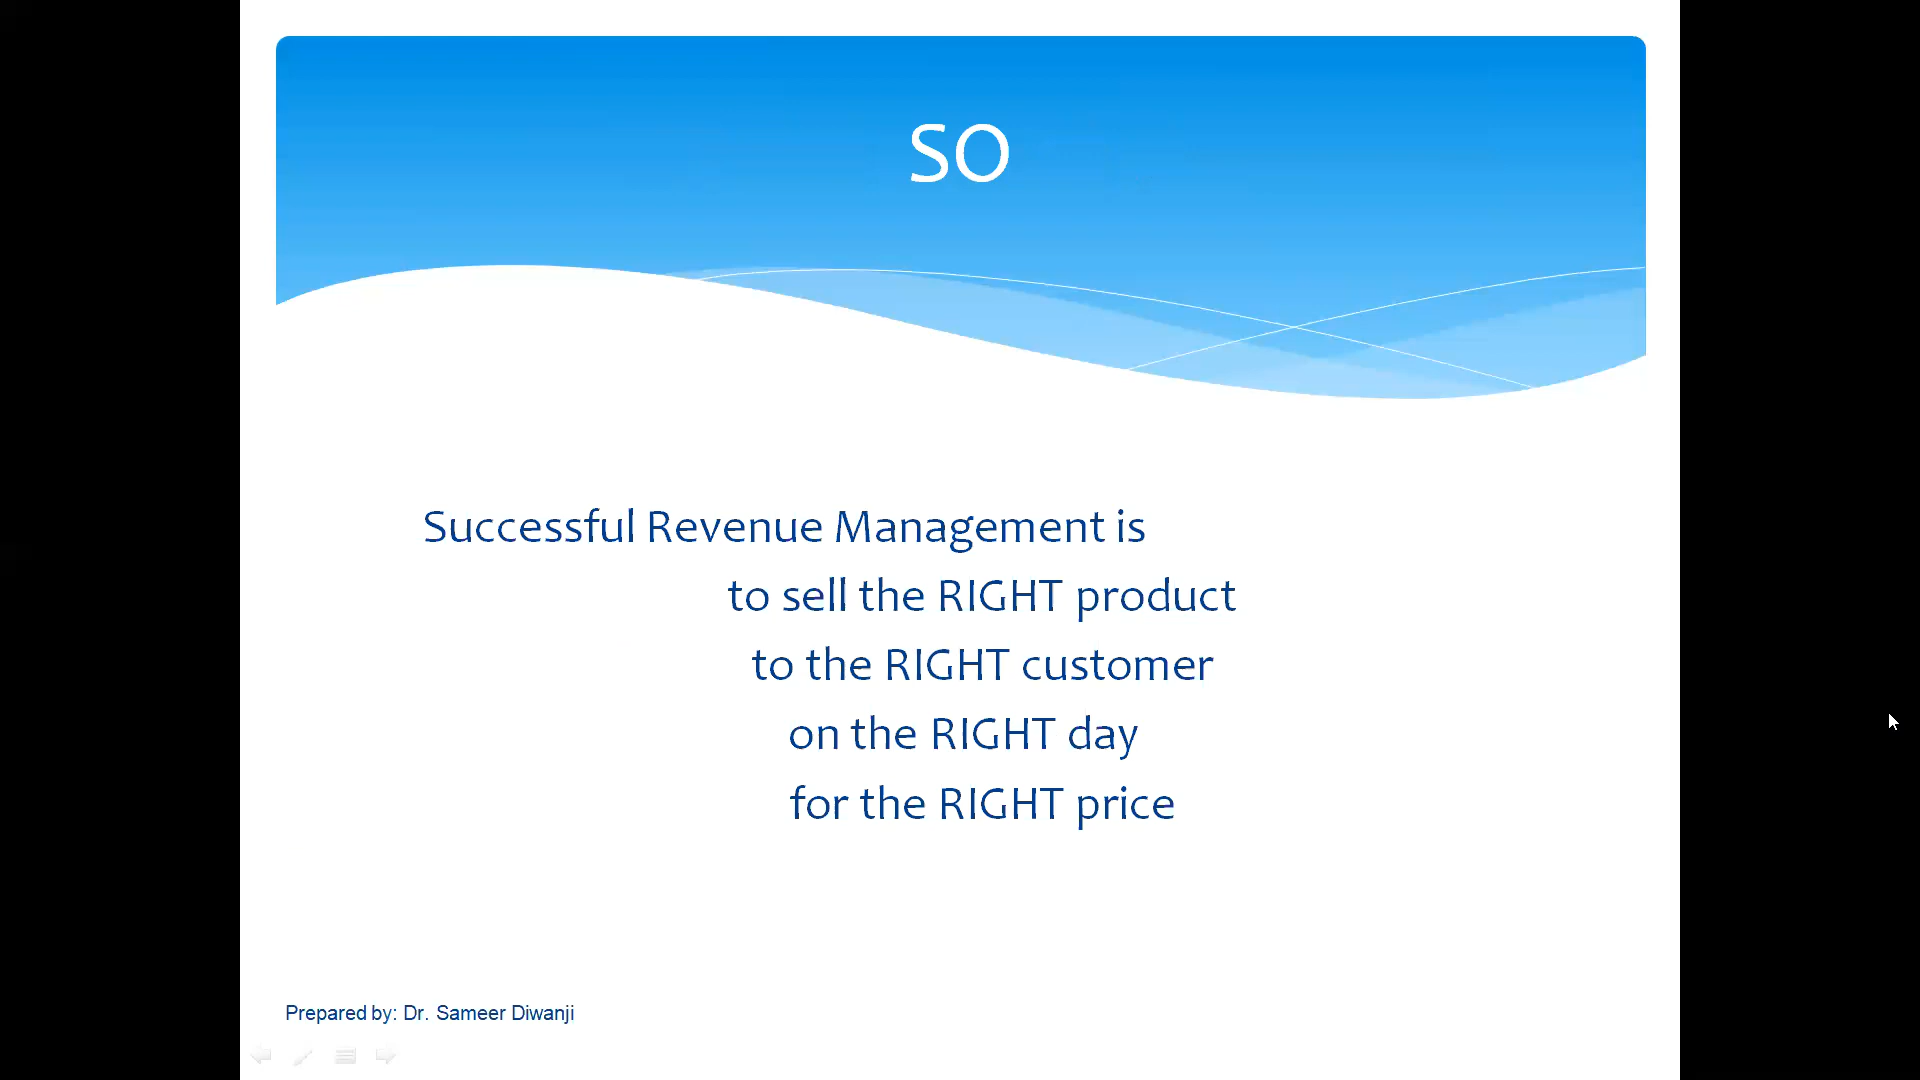 SO
Successful Revenue Management is
to sell the RIGHT product
to the RIGHT customer
on the RIGHT day
for the RIGHT price
Prepared by: Dr. Sameer Diwanji